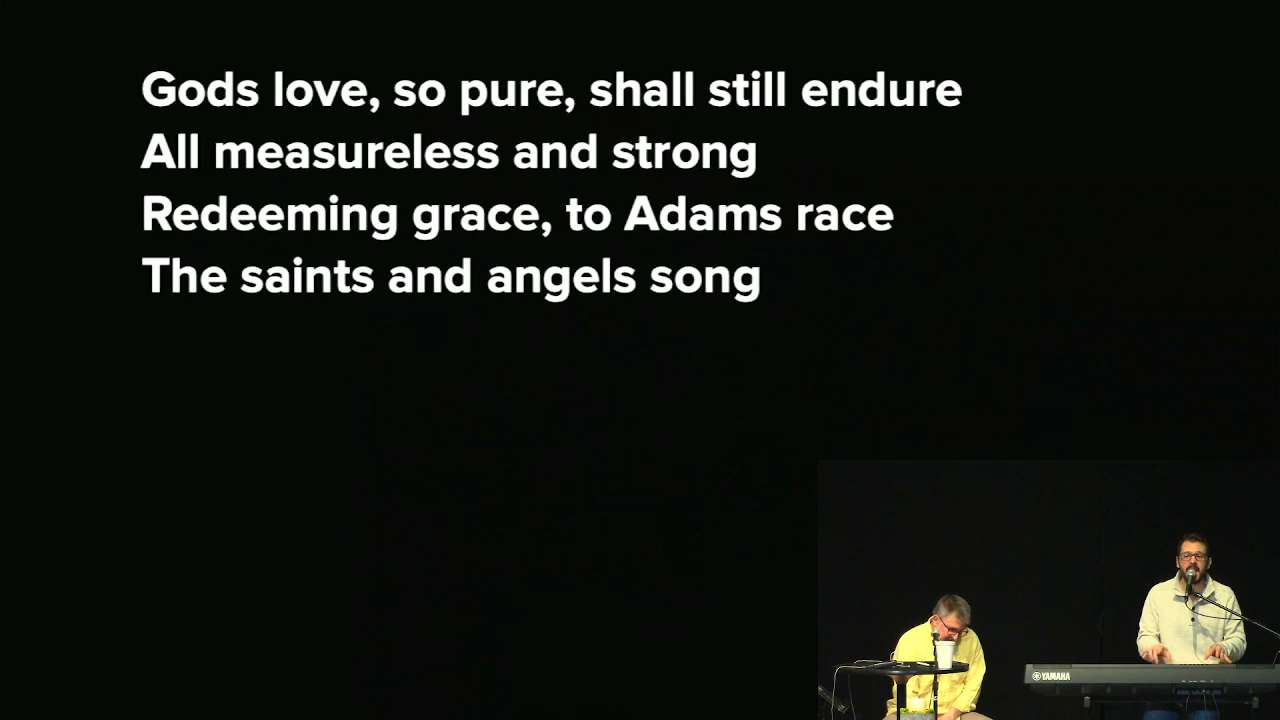 Gods love, so pure, shall still endure
All measureless and strong
Redeeming grace, to Adams race
The saints and angels song
YAMAHA